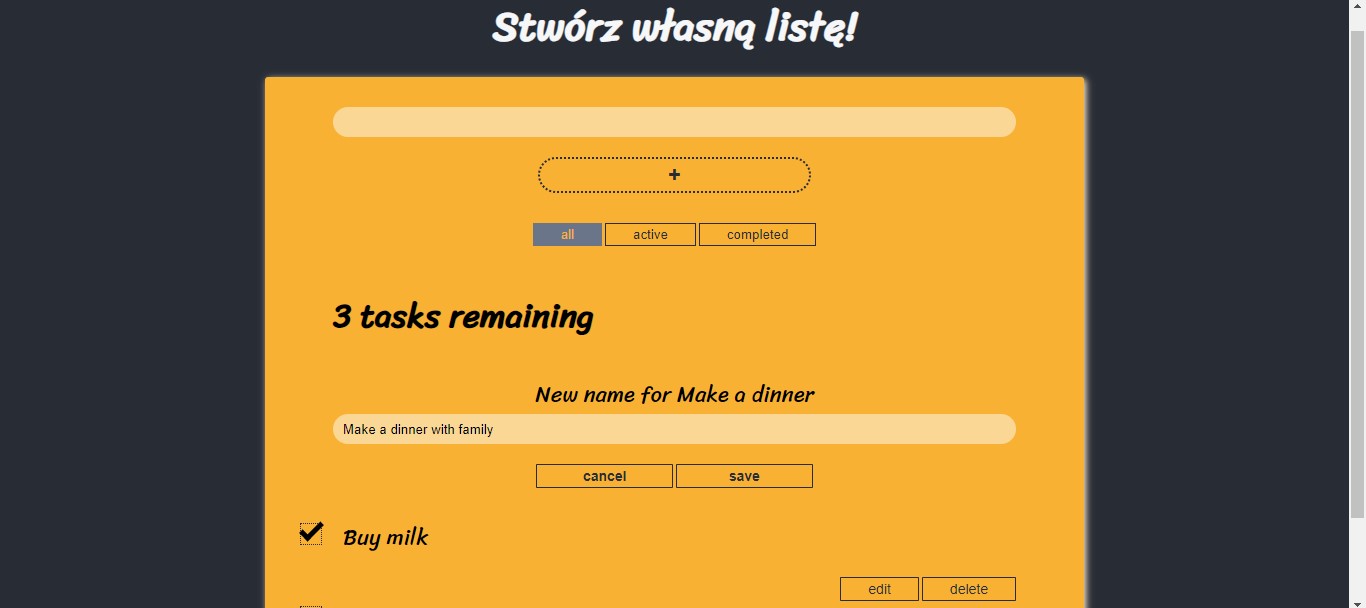 Stwórz własną listę!
+
all active completed
3 tasks remaining
New name for Make a dinner
Make a dinner with family
cancel save
Buy milk
edit delete